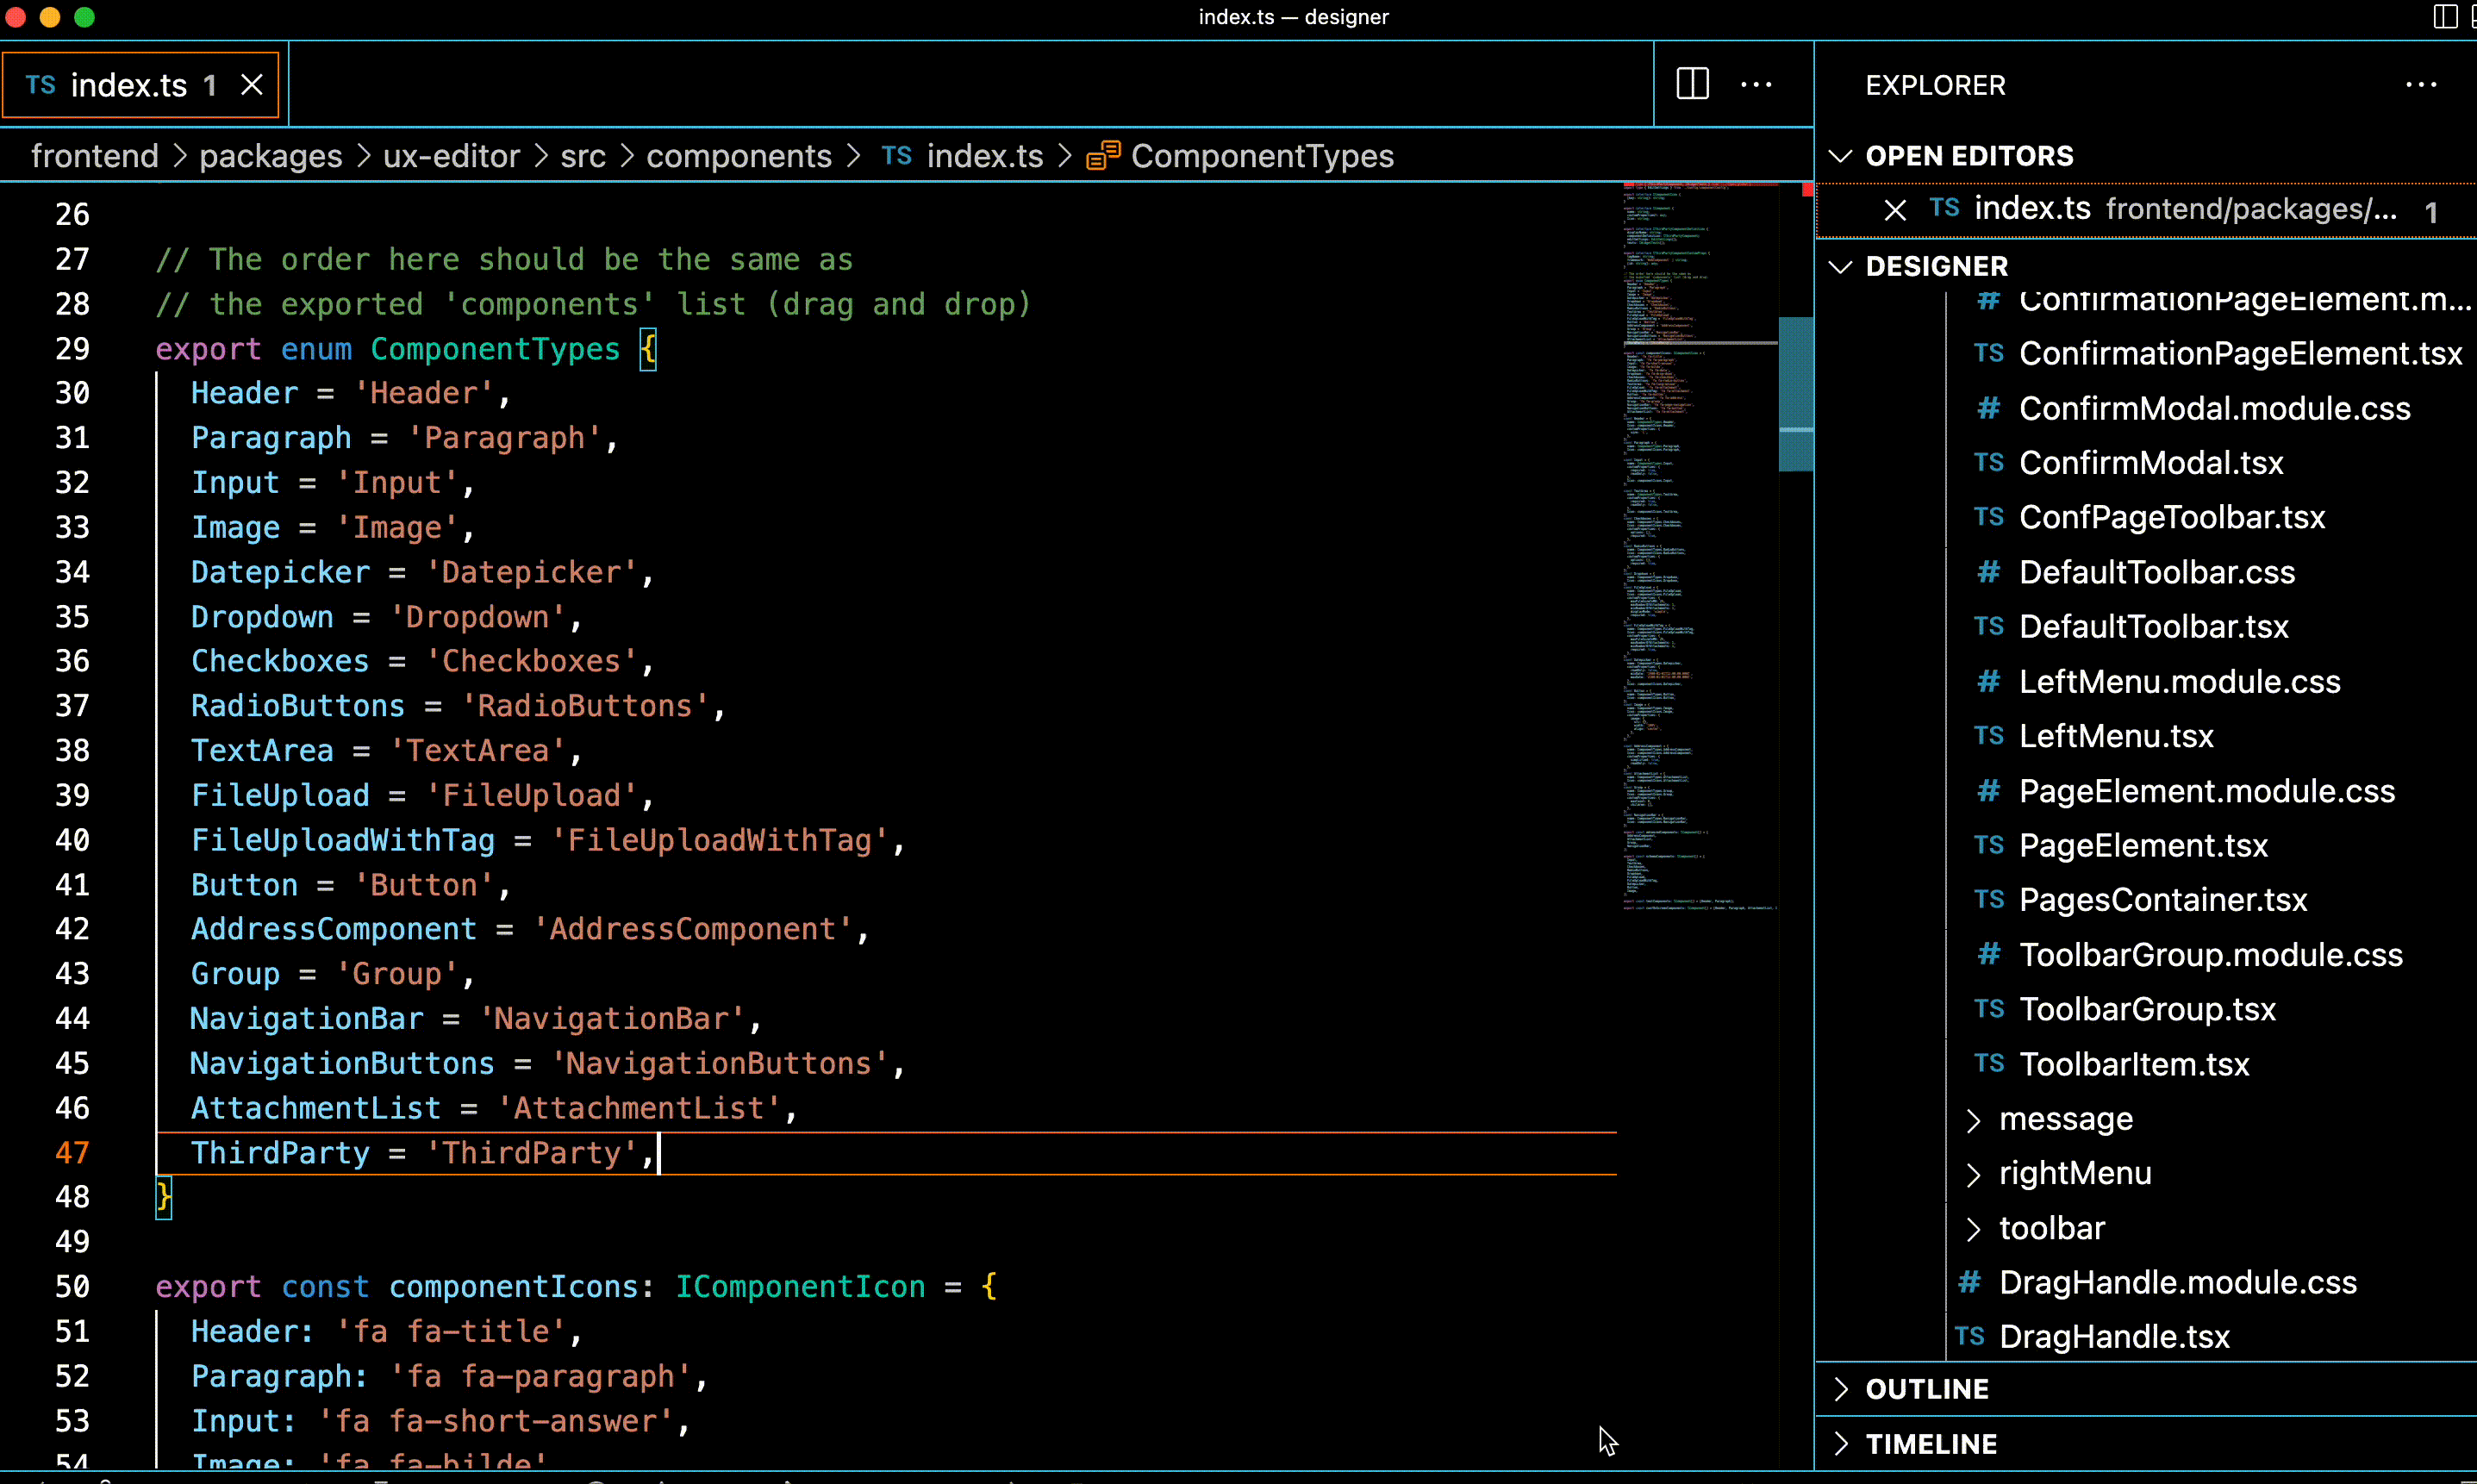 index.ts — designer
TS index.ts 1
frontend > packages > ux-editor > src > components > TS index.ts > ComponentTypes
26
27 // The order here should be the same as
28 // the exported 'components' list (drag and drop)
29 export enum ComponentTypes {
30 Header = 'Header',
31 Paragraph = 'Paragraph',
32 Input = 'Input',
33 Image = 'Image',
34 Datepicker = 'Datepicker',
35 Dropdown = 'Dropdown',
36 Checkboxes = 'Checkboxes',
37 RadioButtons = 'RadioButtons',
38 TextArea = 'TextArea',
39 FileUpload = 'FileUpload',
40 FileUploadWithTag = 'FileUploadWithTag',
41 Button = 'Button',
42 AddressComponent = 'AddressComponent',
43 Group = 'Group',
44 NavigationBar = 'NavigationBar',
45 NavigationButtons = 'NavigationButtons',
46 AttachmentList = 'AttachmentList',
47 ThirdParty = 'ThirdParty',
48 }
49
50 export const componentIcons: IComponentIcon = {
51 Header: 'fa fa-title',
52 Paragraph: 'fa fa-paragraph',
53 Input: 'fa fa-short-answer',
54 Image: 'fa fa-bilde'
EXPLORER
OPEN EDITORS
TS index.ts frontend/packages/... 1
DESIGNER
# ConfirmationPageElement.m...
TS ConfirmationPageElement.tsx
# ConfirmModal.module.css
TS ConfirmModal.tsx
TS ConfPageToolbar.tsx
# DefaultToolbar.css
TS DefaultToolbar.tsx
# LeftMenu.module.css
TS LeftMenu.tsx
# PageElement.module.css
TS PageElement.tsx
TS PagesContainer.tsx
# ToolbarGroup.module.css
TS ToolbarGroup.tsx
TS ToolbarItem.tsx
message
rightMenu
toolbar
# DragHandle.module.css
TS DragHandle.tsx
OUTLINE
TIMELINE